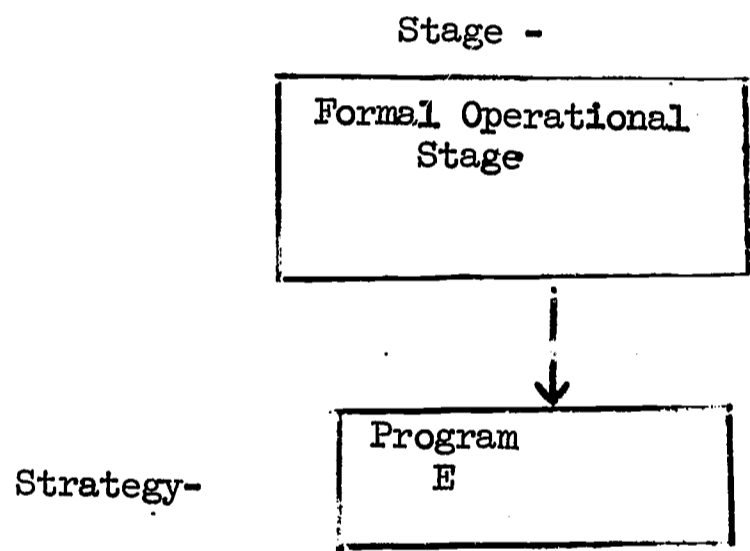 Stage -
Formal Operational
Stage
Program
E
Strategy-